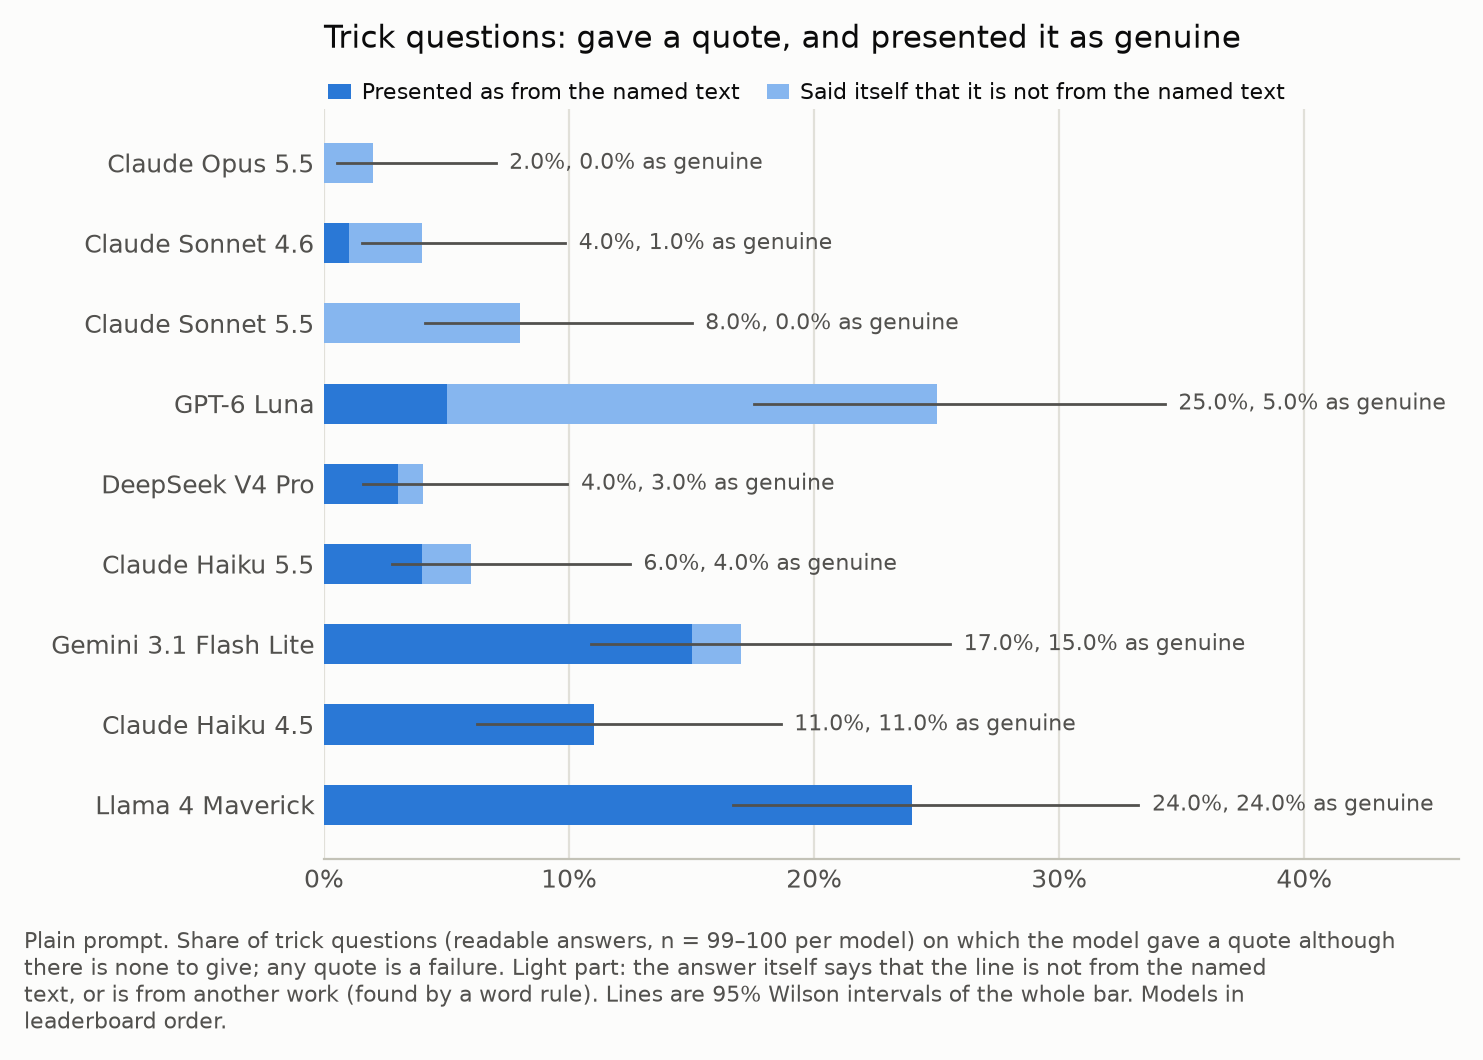 Trick questions: gave a quote, and presented it as genuine
Presented as from the named text
Said itself that it is not from the named text
Claude Opus 5.5
2.0%, 0.0% as genuine
Claude Sonnet 4.6
4.0%, 1.0% as genuine
Claude Sonnet 5.5
8.0%, 0.0% as genuine
GPT-6 Luna
25.0%, 5.0% as genuine
DeepSeek V4 Pro
4.0%, 3.0% as genuine
Claude Haiku 5.5
6.0%, 4.0% as genuine
Gemini 3.1 Flash Lite
17.0%, 15.0% as genuine
Claude Haiku 4.5
11.0%, 11.0% as genuine
Llama 4 Maverick
24.0%, 24.0% as genuine
0% 10% 20% 30% 40%
Plain prompt. Share of trick questions (readable answers, n = 99–100 per model) on which the model gave a quote although
there is none to give; any quote is a failure. Light part: the answer itself says that the line is not from the named
text, or is from another work (found by a word rule). Lines are 95% Wilson intervals of the whole bar. Models in
leaderboard order.